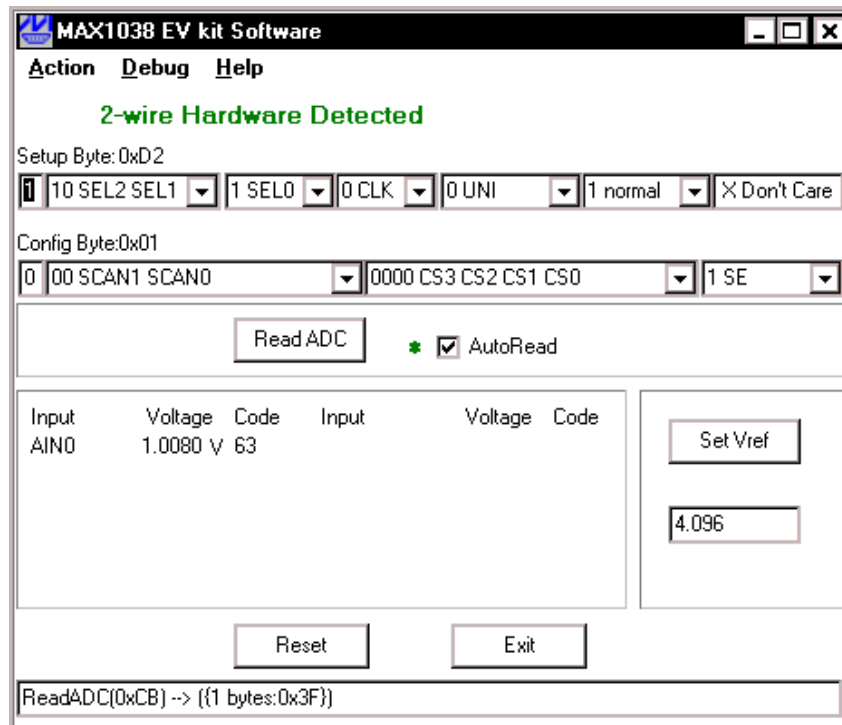 MAX1038 EV kit Software
Action Debug Help
2-wire Hardware Detected
Setup Byte: 0xD2
1 10 SEL2 SEL1 1 SEL0 0 CLK 0 UNI 1 normal X Don't Care
Config Byte:0x01
0 00 SCAN1 SCAN0 0000 CS3 CS2 CS1 CS0 1 SE
Read ADC * AutoRead
Input Voltage Code Input Voltage Code
AIN0 1.0080 V 63
Set Vref
4.096
Reset Exit
ReadADC(0xCB) --> ({1 bytes:0x3F})